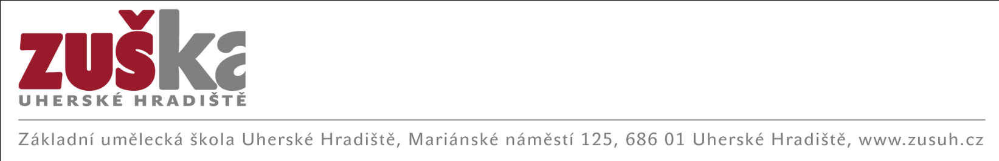 zuška
UHERSKÉ HRADIŠTĚ
Základní umělecká škola Uherské Hradiště, Mariánské náměstí 125, 686 01 Uherské Hradiště, www.zusuh.cz